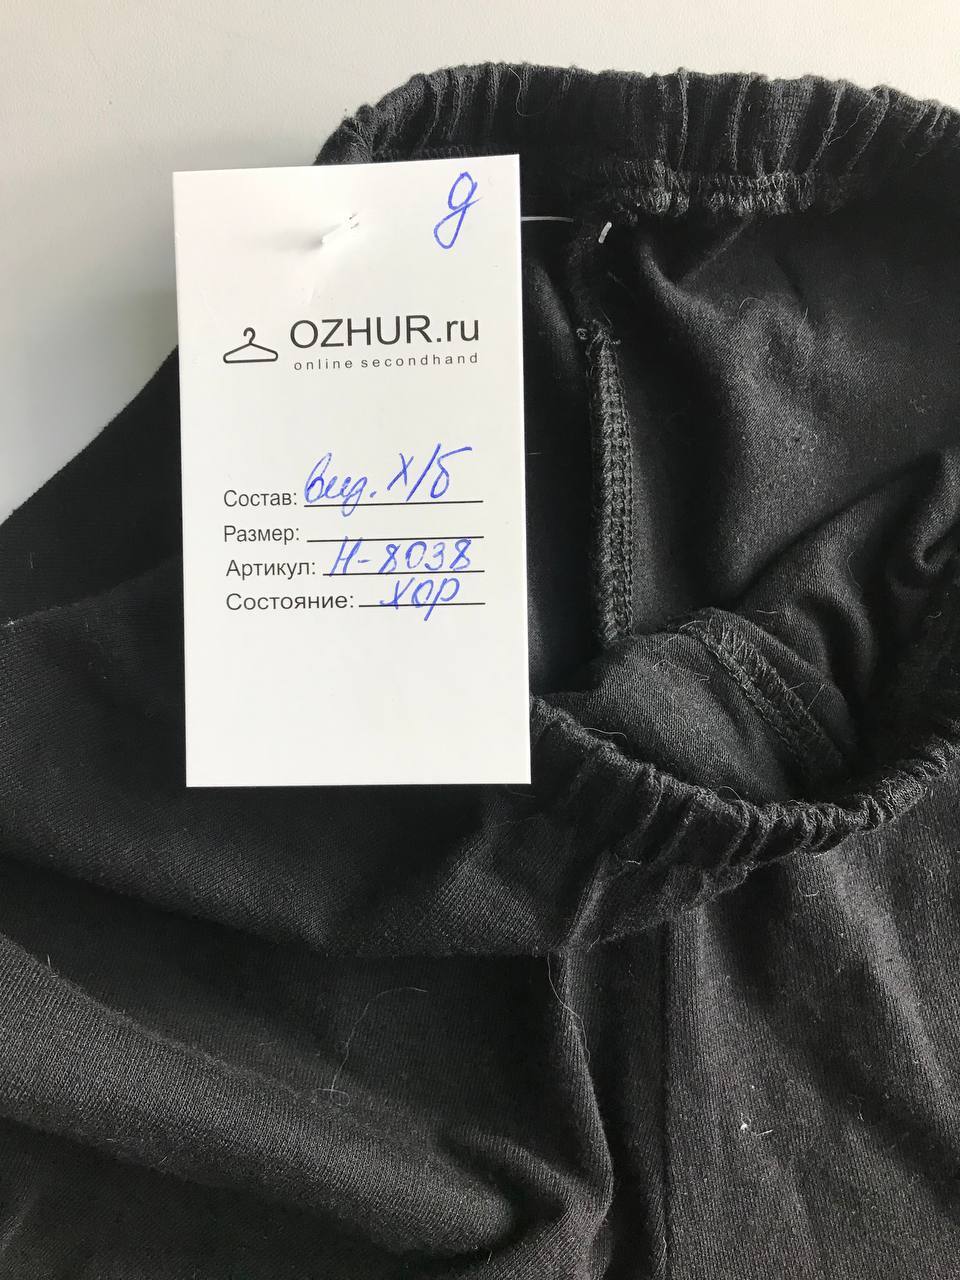 д
OZHUR.ru
online secondhand
Состав: вид. х/б
Размер:
Артикул: Н-8038
Состояние: хор